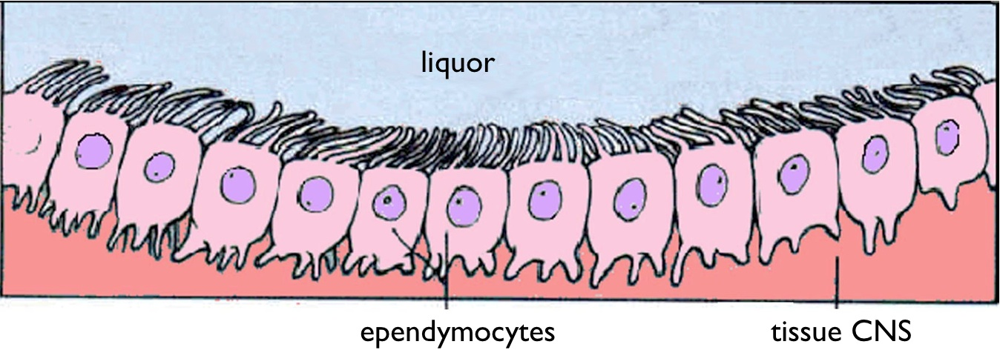 liquor
ependymocytes
tissue CNS